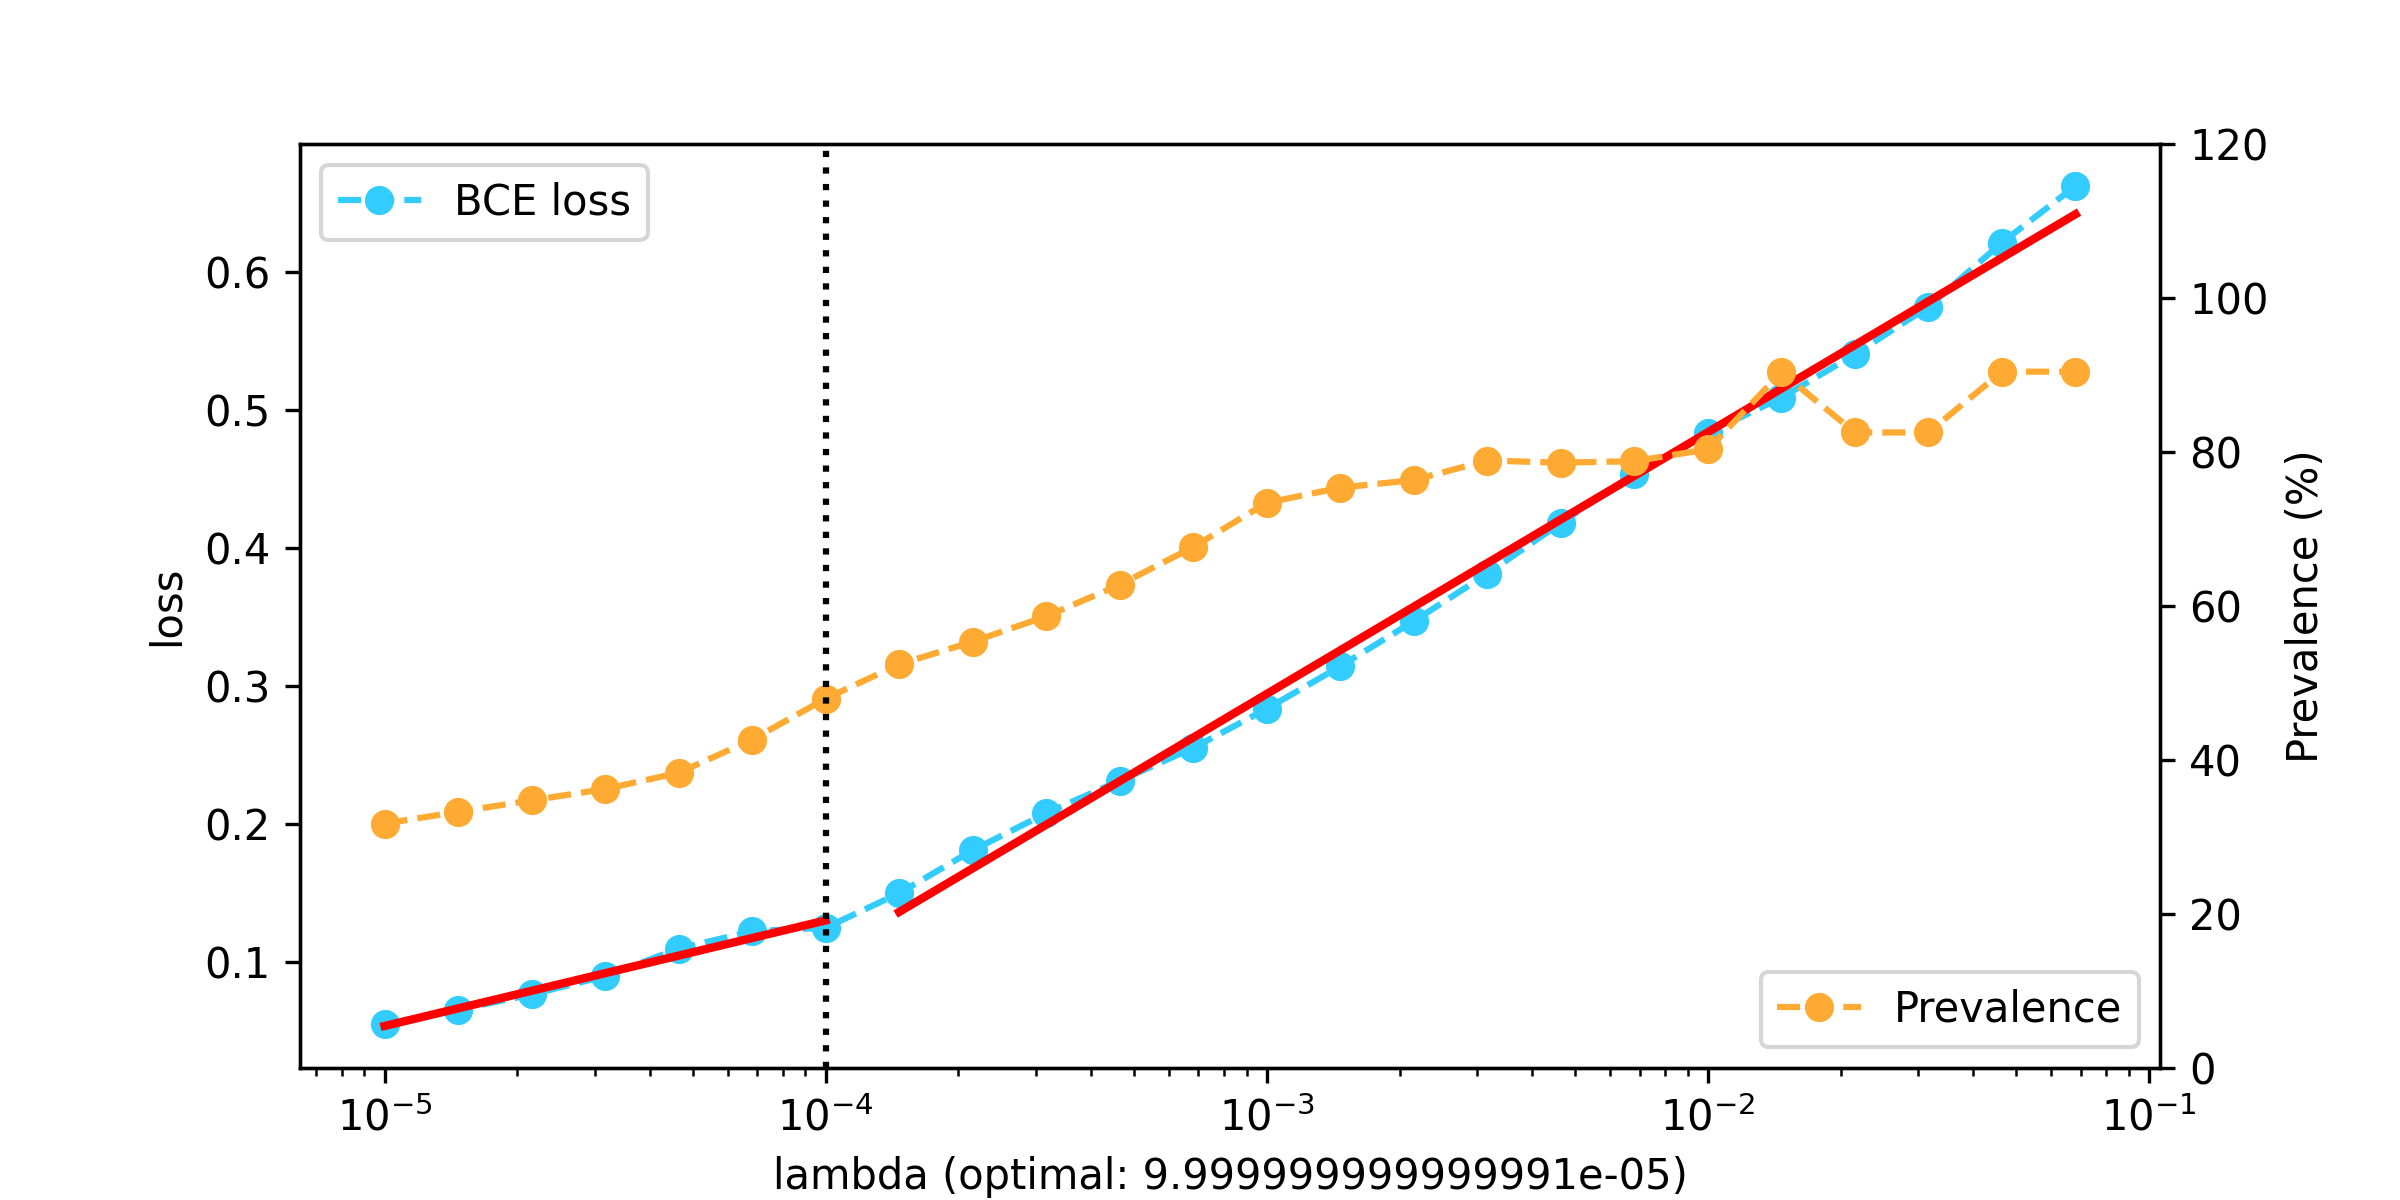 BCE loss
0.6
0.5
0.4
0.3
0.2
0.1
loss
120
100
80
60
40
20
0
Prevalence (%)
Prevalence
10⁻⁵ 10⁻⁴ 10⁻³ 10⁻² 10⁻¹
lambda (optimal: 9.999999999999991e-05)